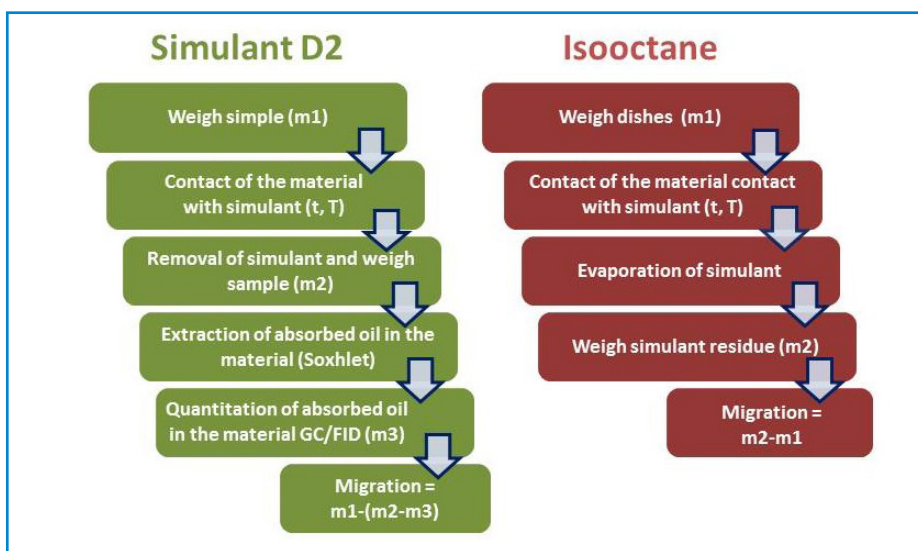 Simulant D2
Weigh simple (m1)
Contact of the material
with simulant (t, T)
Removal of simulant and weigh
sample (m2)
Extraction of absorbed oil in the
material (Soxhlet)
Quantitation of absorbed oil
in the material GC/FID (m3)
Migration =
m1-(m2-m3)
Isooctane
Weigh dishes (m1)
Contact of the material contact
with simulant (t, T)
Evaporation of simulant
Weigh simulant residue (m2)
Migration =
m2-m1